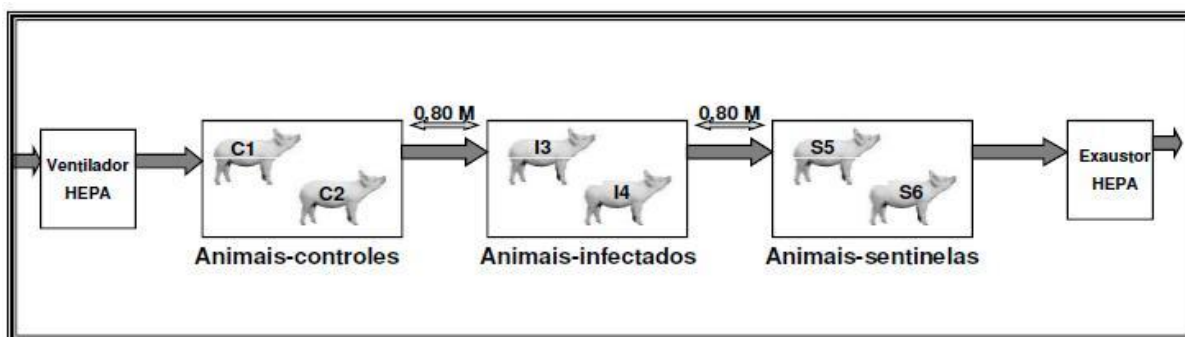 0,80 M
0,80 M
Ventilador
HEPA
C1
C2
I3
I4
S5
S6
Exaustor
HEPA
Animais-controles
Animais-infectados
Animais-sentinelas